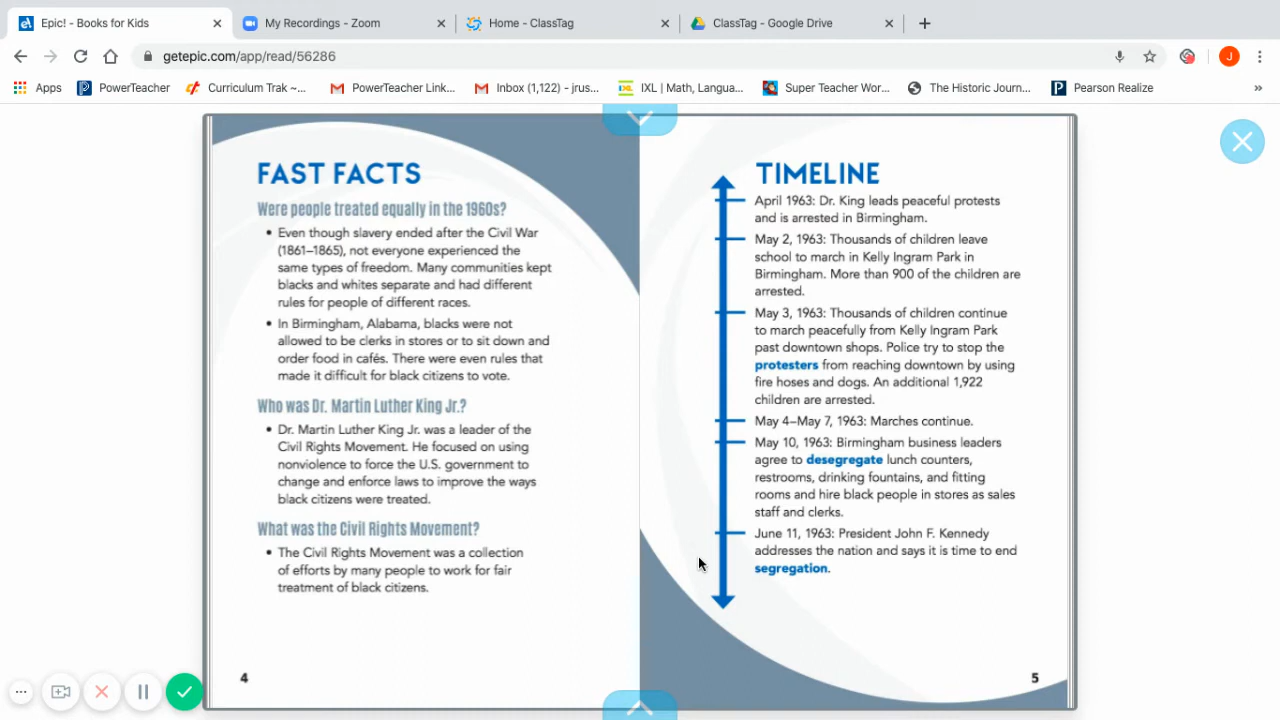 Epic! - Books for Kids
My Recordings - Zoom
Home - ClassTag
ClassTag - Google Drive
getepic.com/app/read/56286
J
Apps
PowerTeacher
Curriculum Trak ~...
PowerTeacher Link...
Inbox (1,122) - jrus...
IXL | Math, Langua...
Super Teacher Wor...
The Historic Journ...
Pearson Realize
»
FAST FACTS
Were people treated equally in the 1960s?
• Even though slavery ended after the Civil War
(1861–1865), not everyone experienced the
same types of freedom. Many communities kept
blacks and whites separate and had different
rules for people of different races.
• In Birmingham, Alabama, blacks were not
allowed to be clerks in stores or to sit down and
order food in cafés. There were even rules that
made it difficult for black citizens to vote.
Who was Dr. Martin Luther King Jr.?
• Dr. Martin Luther King Jr. was a leader of the
Civil Rights Movement. He focused on using
nonviolence to force the U.S. government to
change and enforce laws to improve the ways
black citizens were treated.
What was the Civil Rights Movement?
• The Civil Rights Movement was a collection
of efforts by many people to work for fair
treatment of black citizens.
4
TIMELINE
April 1963: Dr. King leads peaceful protests
and is arrested in Birmingham.
May 2, 1963: Thousands of children leave
school to march in Kelly Ingram Park in
Birmingham. More than 900 of the children are
arrested.
May 3, 1963: Thousands of children continue
to march peacefully from Kelly Ingram Park
past downtown shops. Police try to stop the
protesters from reaching downtown by using
fire hoses and dogs. An additional 1,922
children are arrested.
May 4–May 7, 1963: Marches continue.
May 10, 1963: Birmingham business leaders
agree to desegregate lunch counters,
restrooms, drinking fountains, and fitting
rooms and hire black people in stores as sales
staff and clerks.
June 11, 1963: President John F. Kennedy
addresses the nation and says it is time to end
segregation.
5